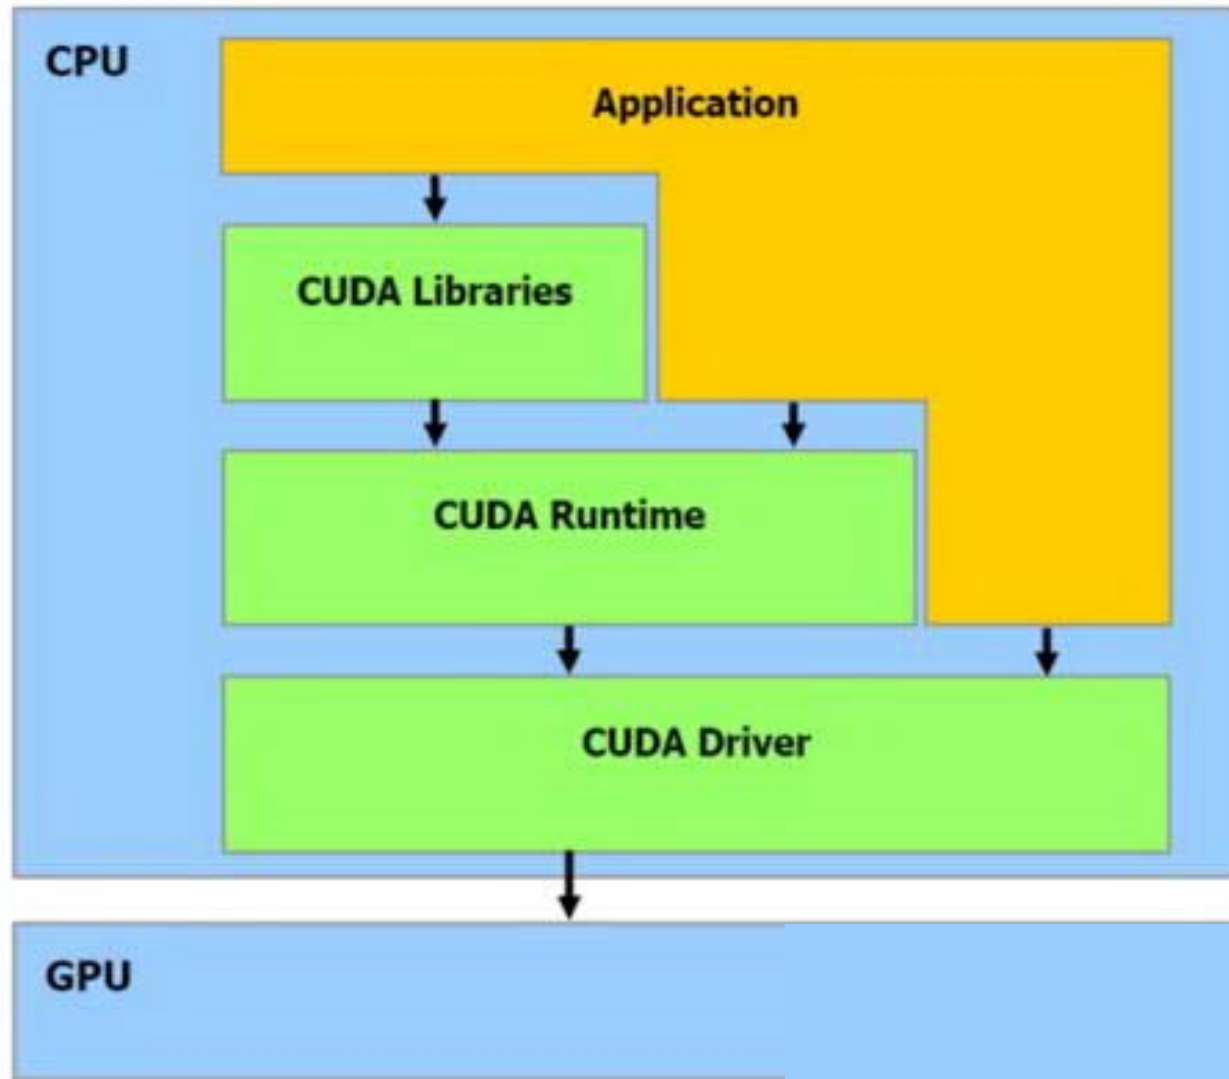 CPU
Application
CUDA Libraries
CUDA Runtime
CUDA Driver
GPU